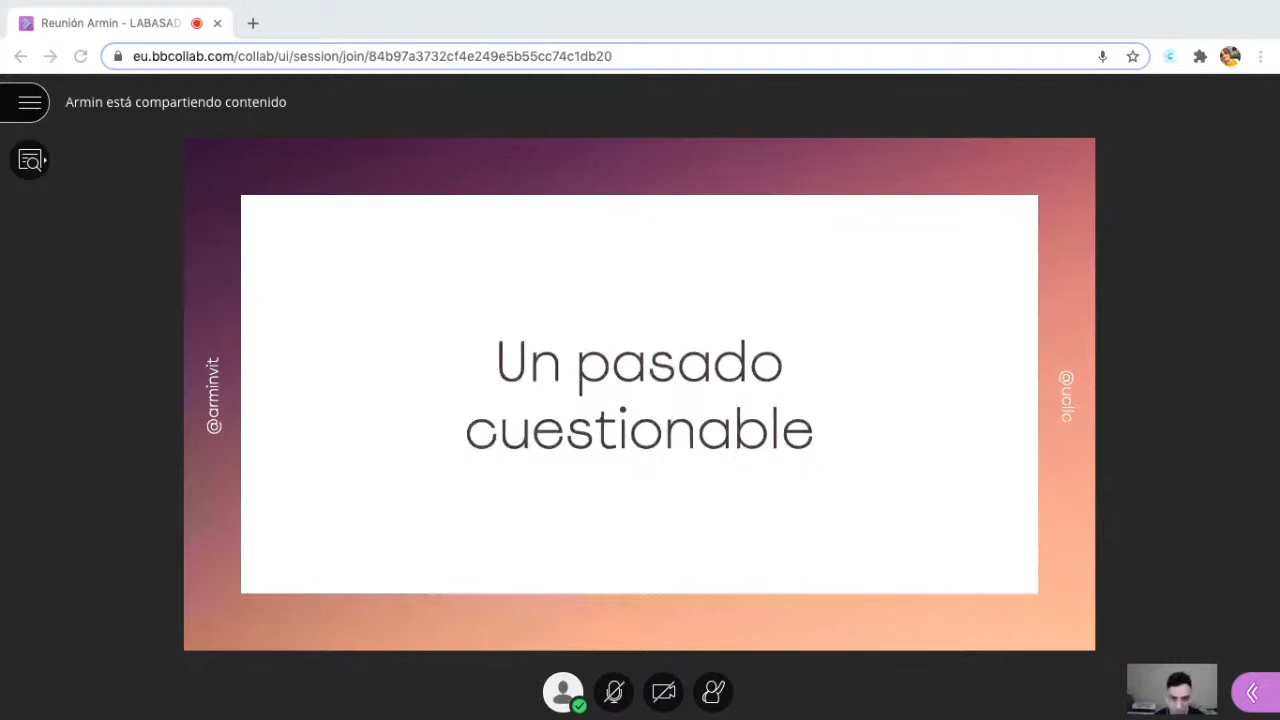 Reunión Armin - LABASAD
eu.bbcollab.com/collab/ui/session/join/84b97a3732cf4e249e5b55cc74c1db20
Armin está compartiendo contenido
@arminvit
Un pasado
cuestionable
@ucllc